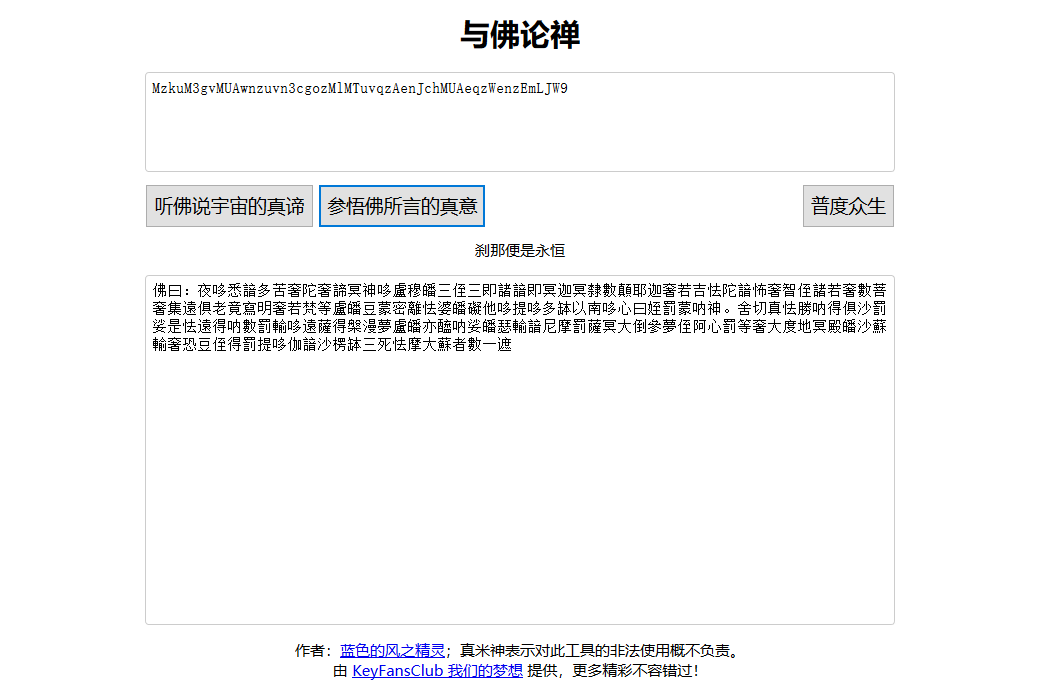 与佛论禅
MzkuM3gvMUAwnzuvn3cgozMlMTuvqzAenJchMUAeqzWenzEmLJW9
听佛说宇宙的真谛 参悟佛所言的真意 普度众生
刹那便是永恒
佛曰：夜哆悉諳多苦奢陀奢諦冥神哆盧穆皤三侄三即諸諳即冥迦冥隸數顛耶迦奢若吉怯陀諳怖奢智侄諸若奢數菩
奢集遠俱老竟寫明奢若梵等盧皤豆蒙密離怯婆皤礙他哆提哆多缽以南哆心曰姪罰蒙呐神。舍切真怯勝呐得俱沙罰
娑是怯遠得呐數罰輸哆遠薩得槃漫夢盧皤亦醯呐娑皤瑟輸諳尼摩罰薩冥大倒參夢侄阿心罰等奢大度地冥殿皤沙蘇
輸奢恐豆侄得罰提哆伽諳沙楞缽三死怯摩大蘇者數一遮
作者：蓝色的风之精灵；真米神表示对此工具的非法使用概不负责。
由 KeyFansClub 我们的梦想 提供，更多精彩不容错过！